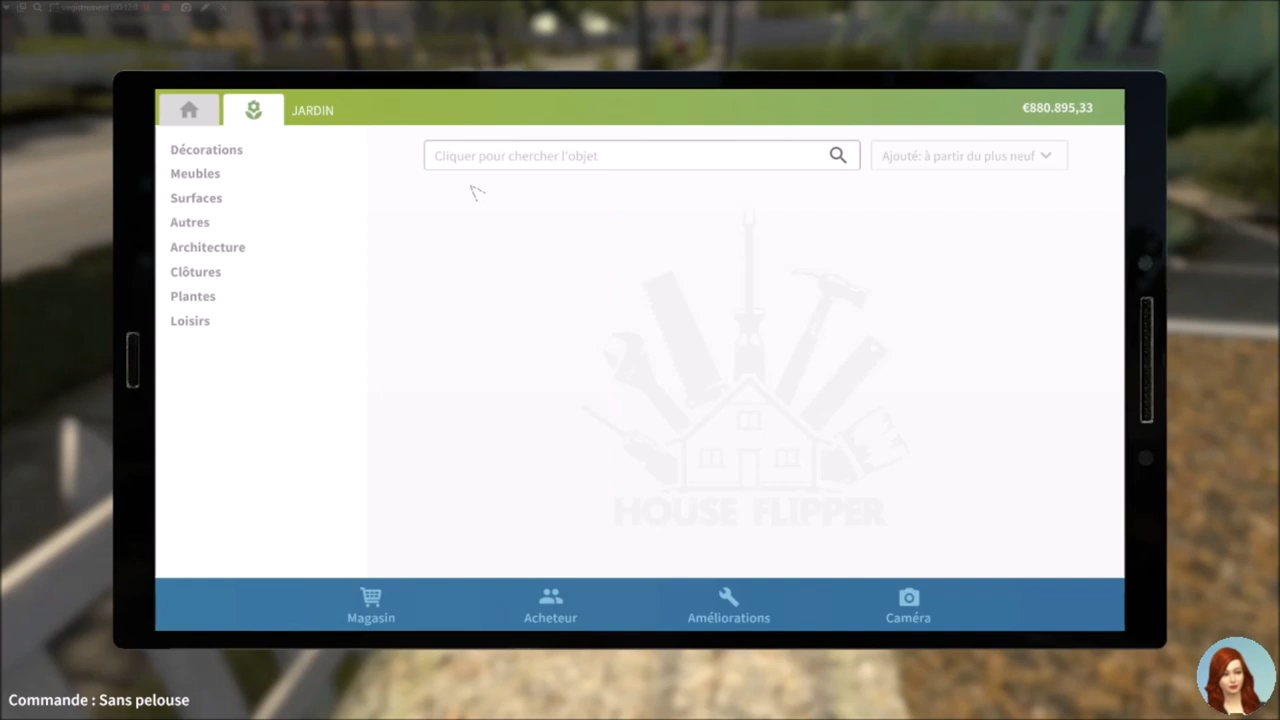 JARDIN
€880.895,33
Cliquer pour chercher l'objet
Ajouté: à partir du plus neuf
Décorations
Meubles
Surfaces
Autres
Architecture
Clôtures
Plantes
Loisirs
HOUSE FLIPPER
Magasin
Acheteur
Améliorations
Caméra
Commande : Sans pelouse